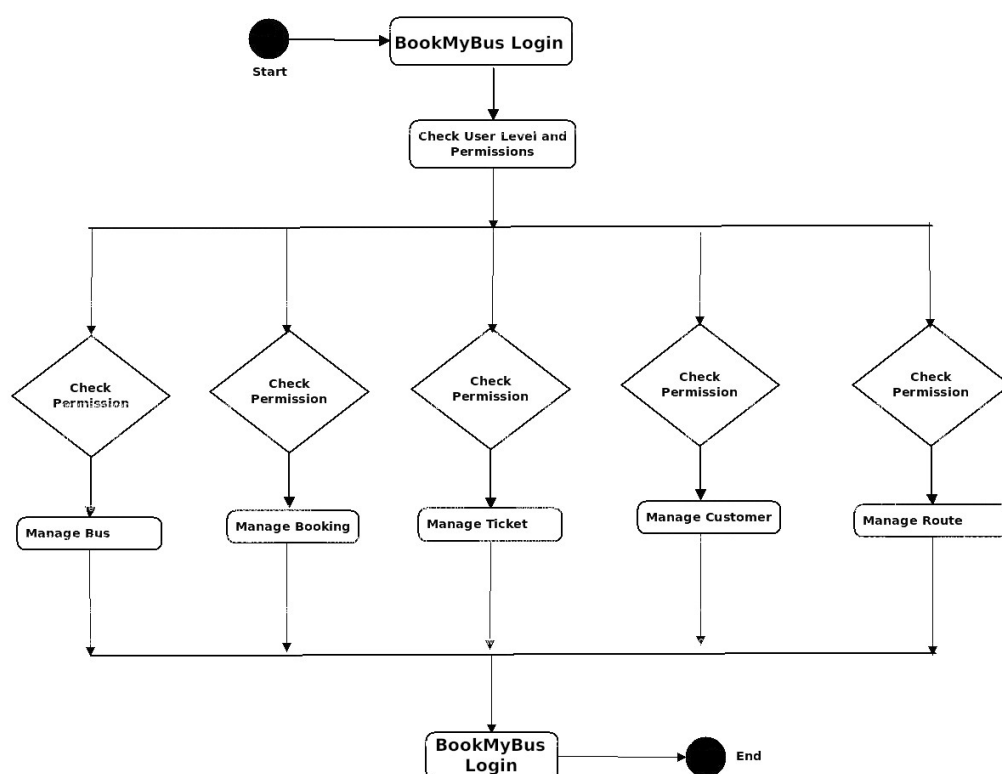 BookMyBus Login
Start
Check User Level and
Permissions
Check
Permission
Check
Permission
Check
Permission
Check
Permission
Check
Permission
Manage Bus
Manage Booking
Manage Ticket
Manage Customer
Manage Route
BookMyBus
Login
End